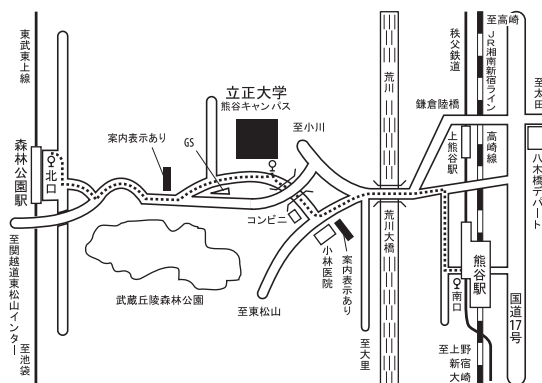 東武東上線
森林公園駅
北口
至関越道東松山インター
至池袋
案内表示あり
GS
立正大学
熊谷キャンパス
至小川
コンビニ
武蔵丘陵森林公園
至東松山
小林医院
案内表示あり
至大里
荒川
荒川大橋
鎌倉陸橋
秩父鉄道
上熊谷駅
至高崎
JR湘南新宿ライン
高崎線
至太田
八木橋デパート
熊谷駅
南口
国道17号
至上野
新宿
大崎